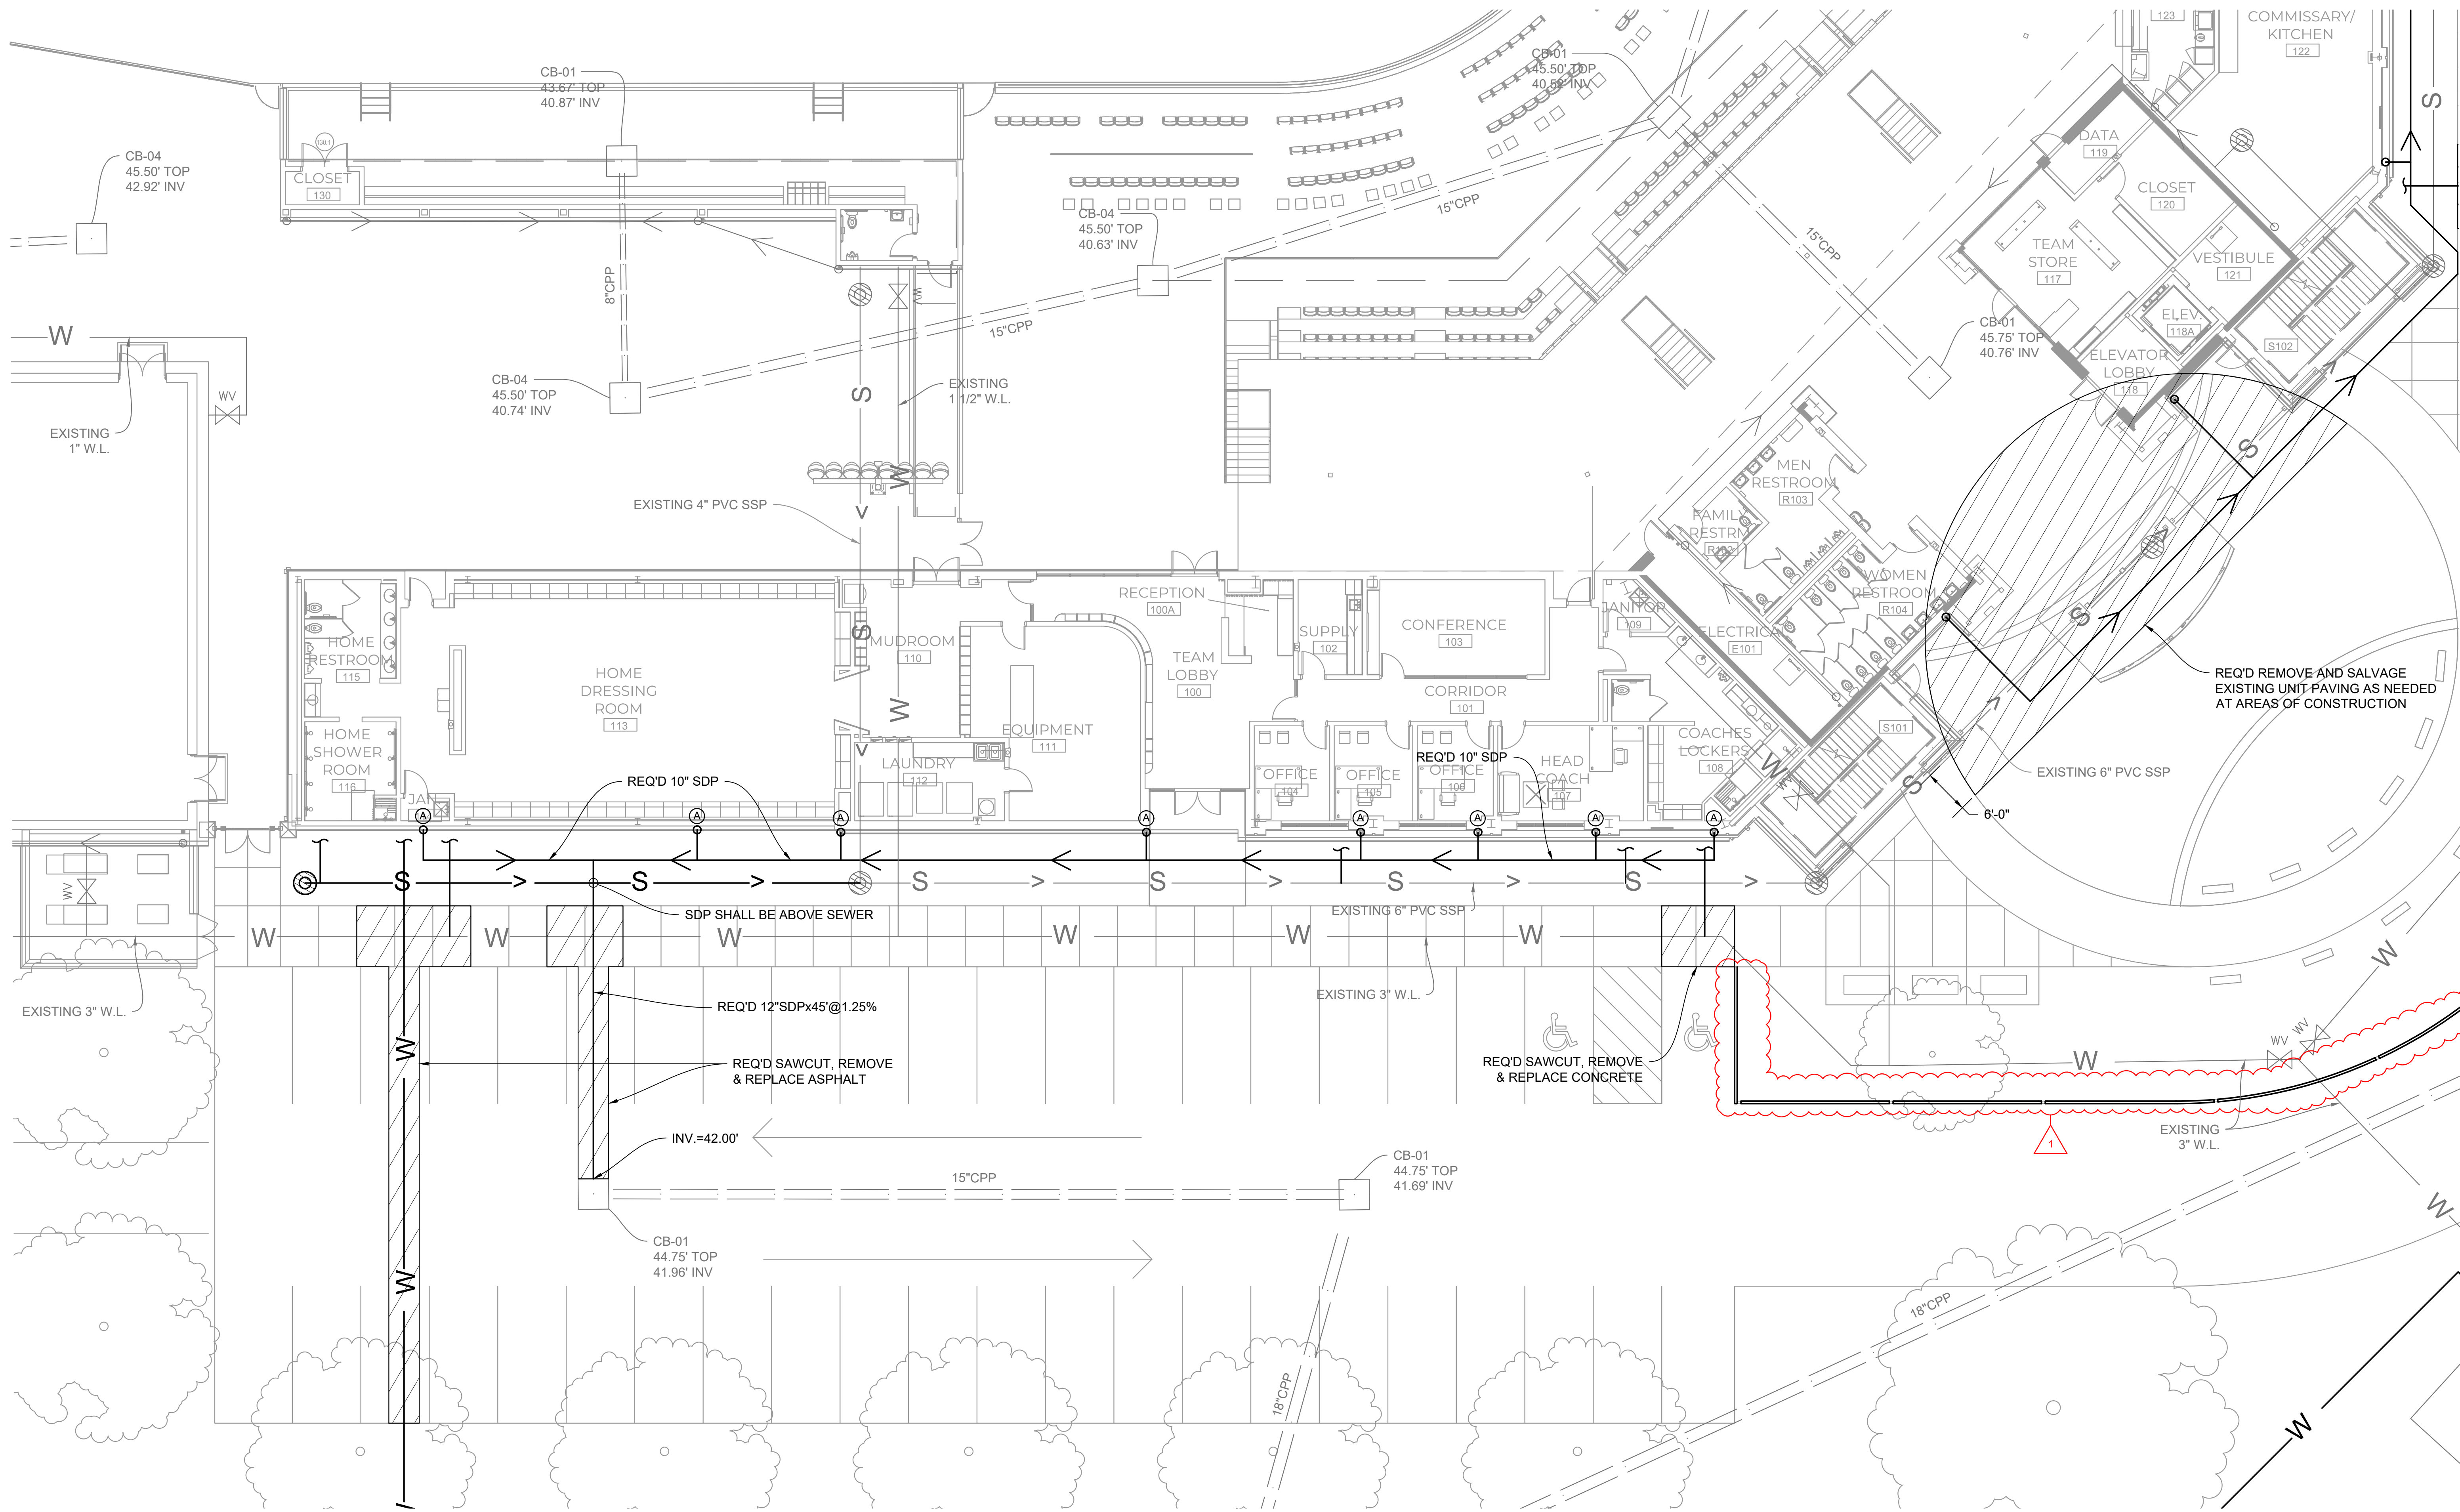 CB-01
43.67' TOP
40.87' INV
CB-01
45.50' TOP
40.52' INV
123
COMMISSARY/
KITCHEN
122
S
CB-04
45.50' TOP
42.92' INV
130.1
CLOSET
130
DATA
119
CLOSET
120
CB-04
45.50' TOP
40.63' INV
15"CPP
15"CPP
TEAM
STORE
117
VESTIBULE
121
8"CPP
WV
15"CPP
ELEV.
118A
S102
CB-01
45.75' TOP
40.76' INV
ELEVATOR
LOBBY
118
W
WV
EXISTING
1" W.L.
CB-04
45.50' TOP
40.74' INV
S
EXISTING
1 1/2" W.L.
W
EXISTING 4" PVC SSP
MEN
RESTROOM
R103
FAMILY
RESTRM
R102
WOMEN
RESTROOM
R104
S
S
RECEPTION
100A
SUPPLY
102
CONFERENCE
103
JANITOR
109
ELECTRICAL
E101
HOME
RESTROOM
115
HOME
DRESSING
ROOM
113
S
MUDROOM
110
TEAM
LOBBY
100
CORRIDOR
101
S101
REQ'D REMOVE AND SALVAGE
EXISTING UNIT PAVING AS NEEDED
AT AREAS OF CONSTRUCTION
HOME
SHOWER
ROOM
116
W
EQUIPMENT
111
LAUNDRY
112
COACHES
LOCKERS
108
W
WV
JAN.
REQ'D 10" SDP
OFFICE
104
OFFICE
105
OFFICE
106
REQ'D 10" SDP
HEAD
COACH
107
S
EXISTING 6" PVC SSP
6'-0"
A
A
A
A
A
A
A
A
WV
S
S
S
S
S
S
SDP SHALL BE ABOVE SEWER
EXISTING 6" PVC SSP
W
W
W
W
W
W
W
EXISTING 3" W.L.
REQ'D 12"SDPx45'@1.25%
EXISTING 3" W.L.
W
REQ'D SAWCUT, REMOVE
& REPLACE ASPHALT
REQ'D SAWCUT, REMOVE
& REPLACE CONCRETE
W
WV
WV
INV.=42.00'
EXISTING
3" W.L.
1
15"CPP
CB-01
44.75' TOP
41.69' INV
W
CB-01
44.75' TOP
41.96' INV
W
18"CPP
18"CPP
W
W